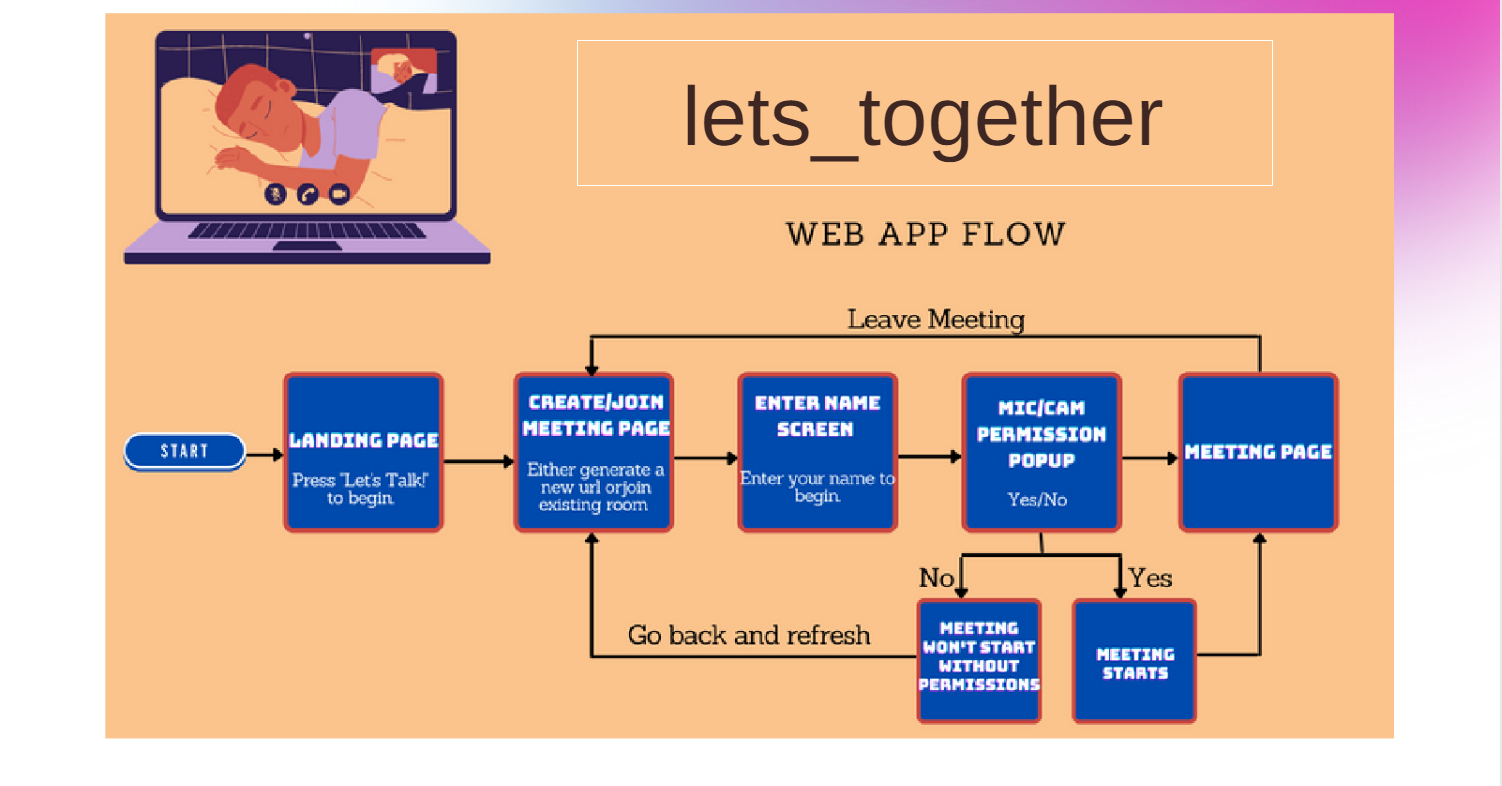 lets_together
WEB APP FLOW
Leave Meeting
START
LANDING PAGE
Press "Let's Talk!"
to begin
CREATE/JOIN
MEETING PAGE
Either generate a
new url orjoin
existing room
ENTER NAME
SCREEN
Enter your name to
begin
MIC/CAM
PERMISSION
POPUP
Yes/No
MEETING PAGE
No
Yes
Go back and refresh
MEETING
WON'T START
WITHOUT
PERMISSIONS
MEETING
STARTS